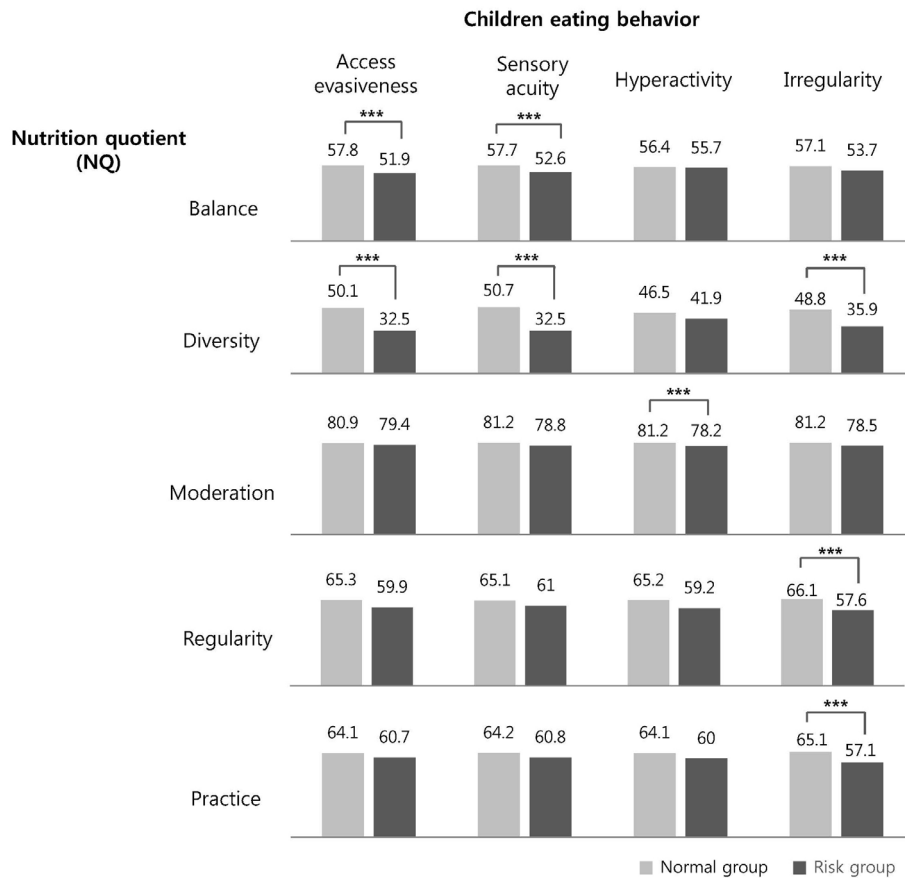 Children eating behavior
Access
evasiveness
Sensory
acuity
Hyperactivity
Irregularity
Nutrition quotient
(NQ)
*** ***
57.8 51.9 57.7 52.6 56.4 55.7 57.1 53.7
Balance
*** *** ***
50.1 32.5 50.7 32.5 46.5 41.9 48.8 35.9
Diversity
***
80.9 79.4 81.2 78.8 81.2 78.2 81.2 78.5
Moderation
***
65.3 59.9 65.1 61 65.2 59.2 66.1 57.6
Regularity
***
64.1 60.7 64.2 60.8 64.1 60 65.1 57.1
Practice
Normal group Risk group